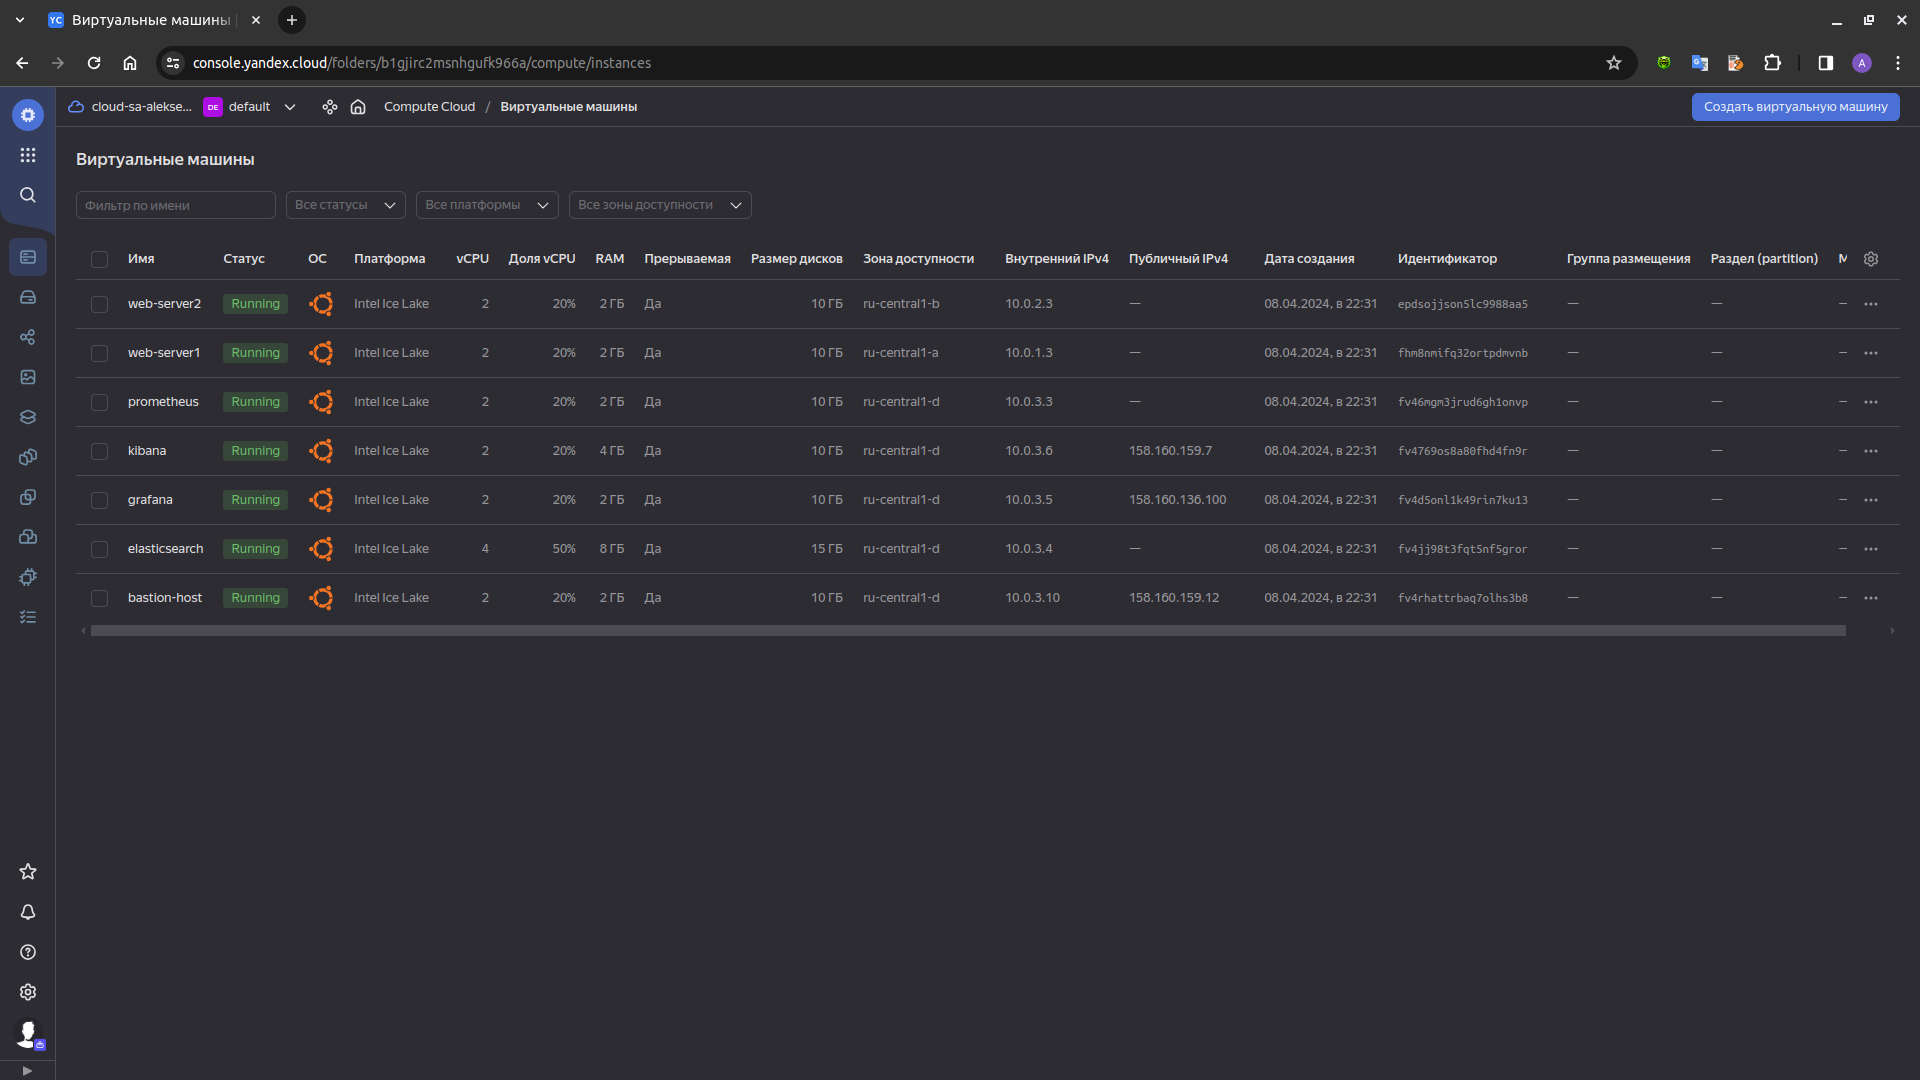 YC Виртуальные машины
console.yandex.cloud/folders/b1gjirc2msnhgufk966a/compute/instances
A
cloud-sa-alekse... DE default Compute Cloud / Виртуальные машины Создать виртуальную машину
Виртуальные машины
Фильтр по имени Все статусы Все платформы Все зоны доступности
Имя Статус ОС Платформа vCPU Доля vCPU RAM Прерываемая Размер дисков Зона доступности Внутренний IPv4 Публичный IPv4 Дата создания Идентификатор Группа размещения Раздел (partition)
web-server2 Running Intel Ice Lake 2 20% 2 ГБ Да 10 ГБ ru-central1-b 10.0.2.3 — 08.04.2024, в 22:31 epdsojjson5lc9988aa5 — — —
web-server1 Running Intel Ice Lake 2 20% 2 ГБ Да 10 ГБ ru-central1-a 10.0.1.3 — 08.04.2024, в 22:31 fhm8nmifq32ortpdmvnb — — —
prometheus Running Intel Ice Lake 2 20% 2 ГБ Да 10 ГБ ru-central1-d 10.0.3.3 — 08.04.2024, в 22:31 fv46mgm3jrud6gh1onvp — — —
kibana Running Intel Ice Lake 2 20% 4 ГБ Да 10 ГБ ru-central1-d 10.0.3.6 158.160.159.7 08.04.2024, в 22:31 fv4769os8a80fhd4fn9r — — —
grafana Running Intel Ice Lake 2 20% 2 ГБ Да 10 ГБ ru-central1-d 10.0.3.5 158.160.136.100 08.04.2024, в 22:31 fv4d5onl1k49rin7ku13 — — —
elasticsearch Running Intel Ice Lake 4 50% 8 ГБ Да 15 ГБ ru-central1-d 10.0.3.4 — 08.04.2024, в 22:31 fv4jj98t3fqt5nf5gror — — —
bastion-host Running Intel Ice Lake 2 20% 2 ГБ Да 10 ГБ ru-central1-d 10.0.3.10 158.160.159.12 08.04.2024, в 22:31 fv4rhattrbaq7olhs3b8 — — —